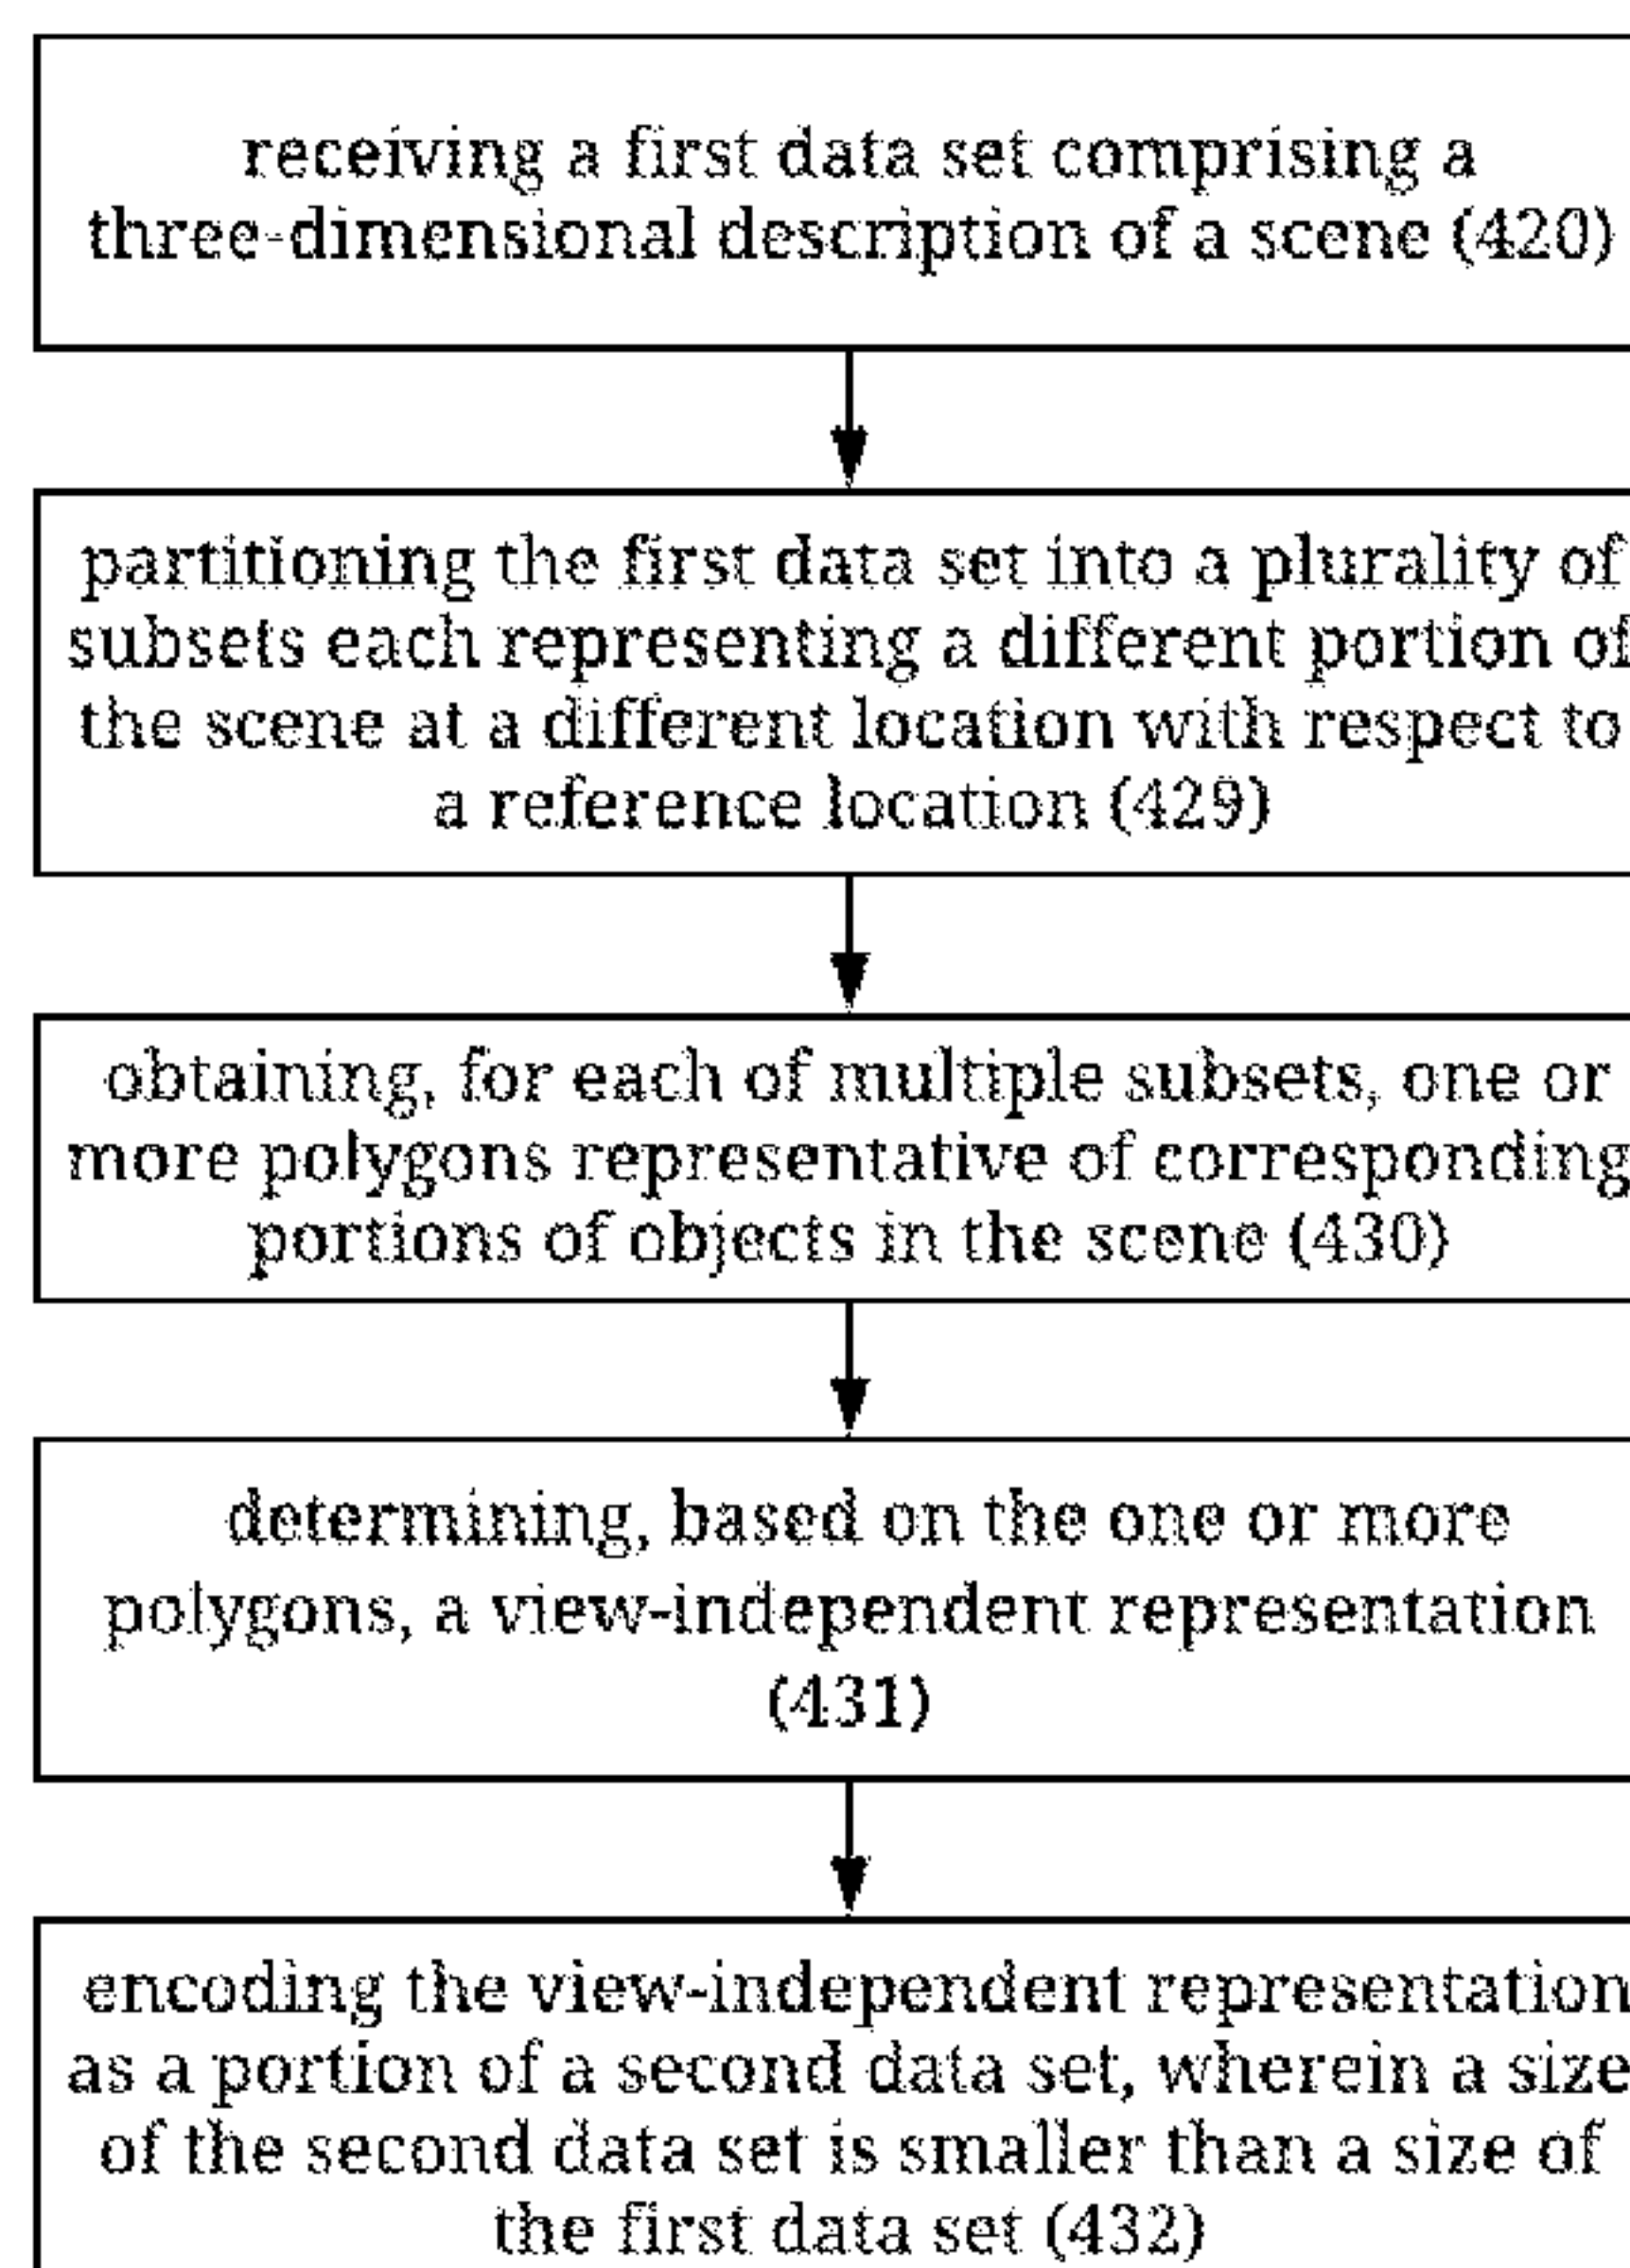 receiving a first data set comprising a
three-dimensional description of a scene (420)
partitioning the first data set into a plurality of
subsets each representing a different portion of
the scene at a different location with respect to
a reference location (429)
obtaining, for each of multiple subsets, one or
more polygons representative of corresponding
portions of objects in the scene (430)
determining, based on the one or more
polygons, a view-independent representation
(431)
encoding the view-independent representation
as a portion of a second data set, wherein a size
of the second data set is smaller than a size of
the first data set (432)